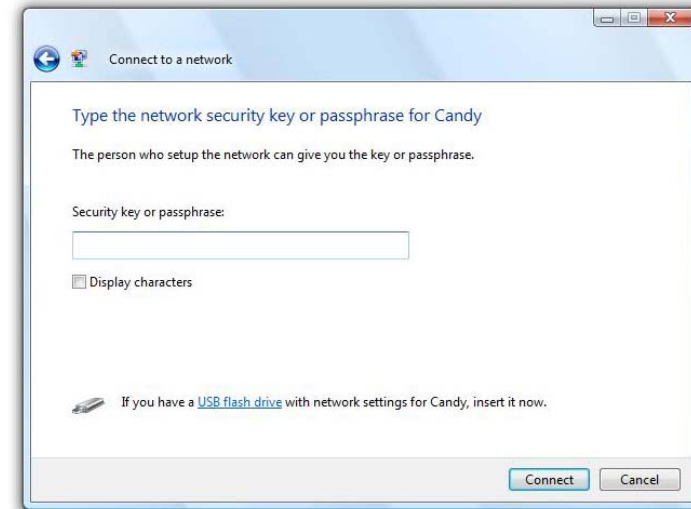 Connect to a network
Type the network security key or passphrase for Candy
The person who setup the network can give you the key or passphrase.
Security key or passphrase:
Display characters
If you have a USB flash drive with network settings for Candy, insert it now.
Connect Cancel